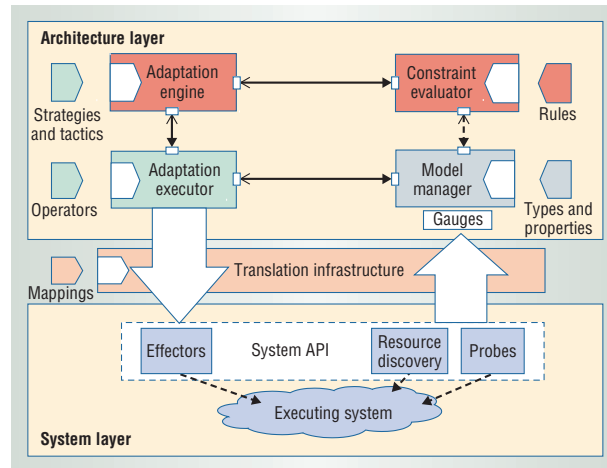 Architecture layer
Adaptation
engine
Constraint
evaluator
Strategies
and tactics
Rules
Adaptation
executor
Model
manager
Operators
Gauges
Types and
properties
Translation infrastructure
Mappings
Effectors
System API
Resource
discovery
Probes
Executing system
System layer